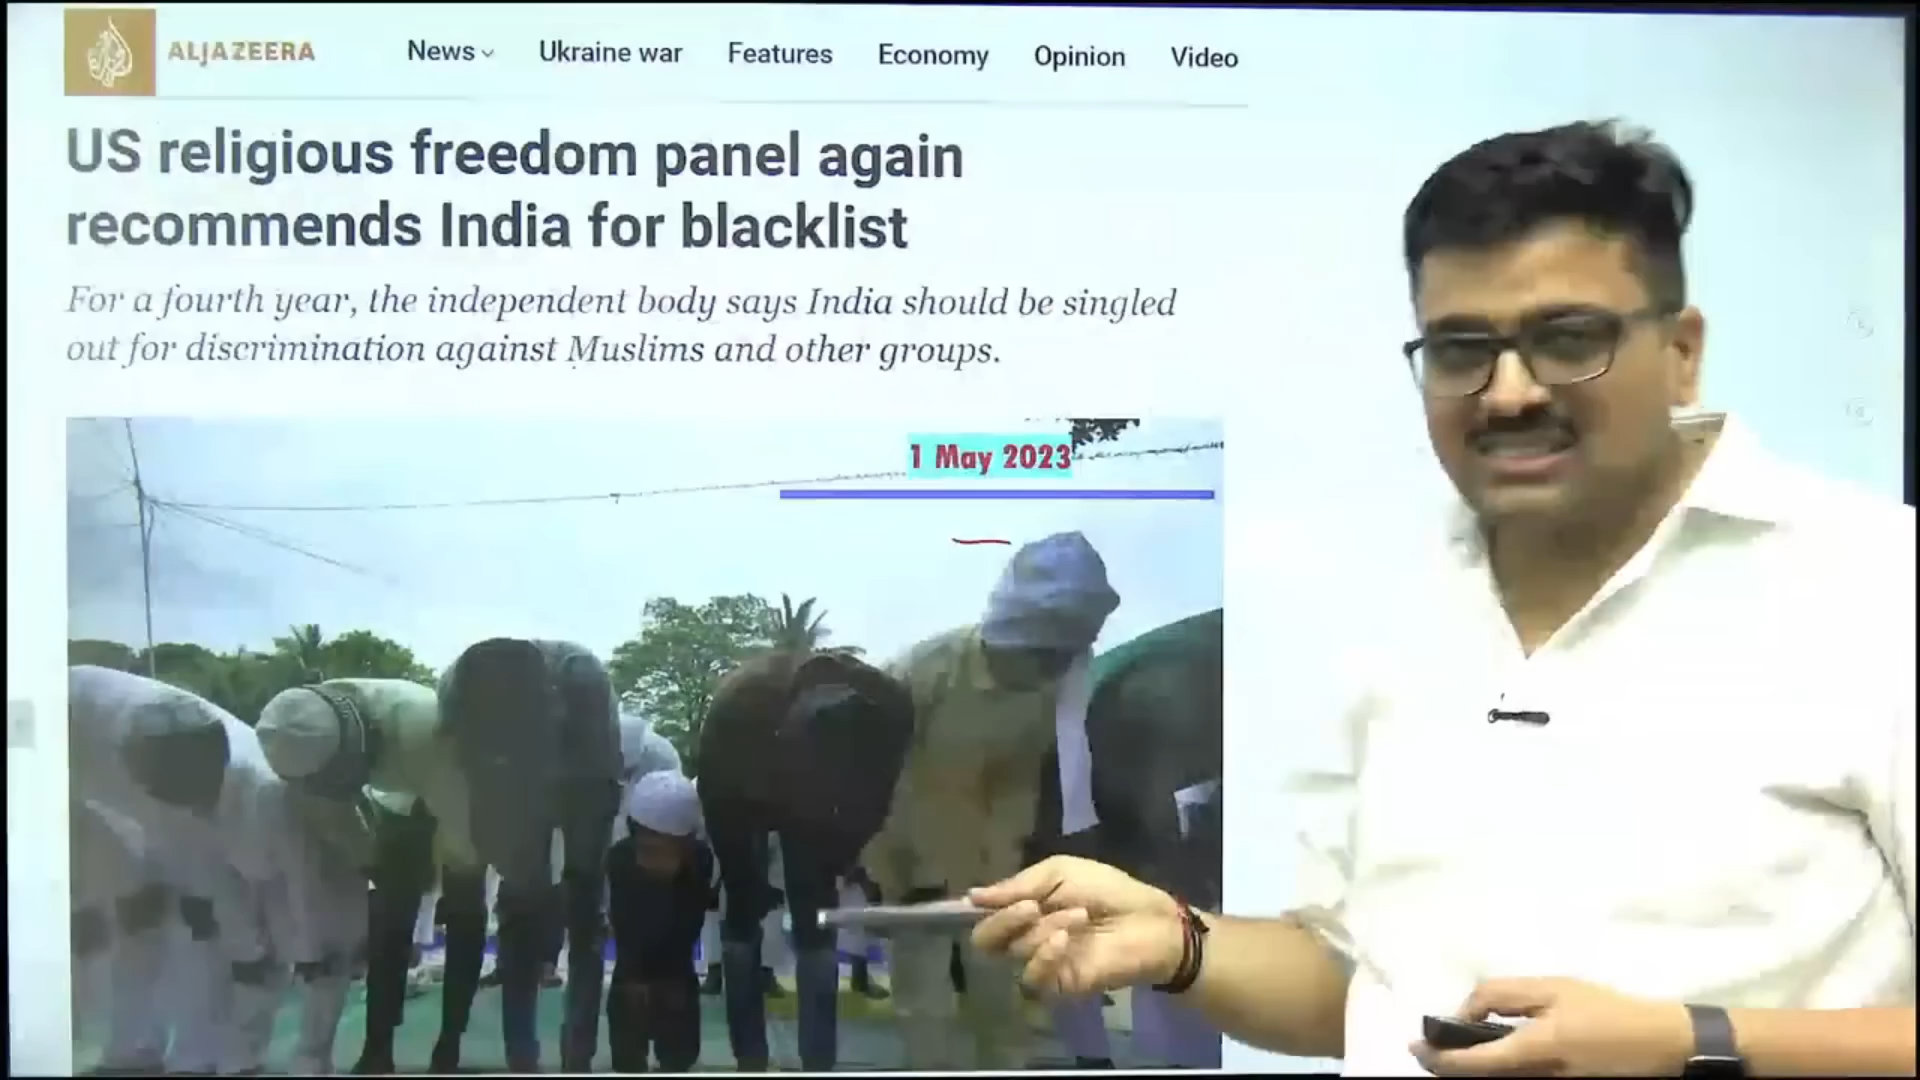 ALJAZEERA
News Ukraine war Features Economy Opinion Video
US religious freedom panel again
recommends India for blacklist
For a fourth year, the independent body says India should be singled
out for discrimination against Muslims and other groups.
1 May 2023